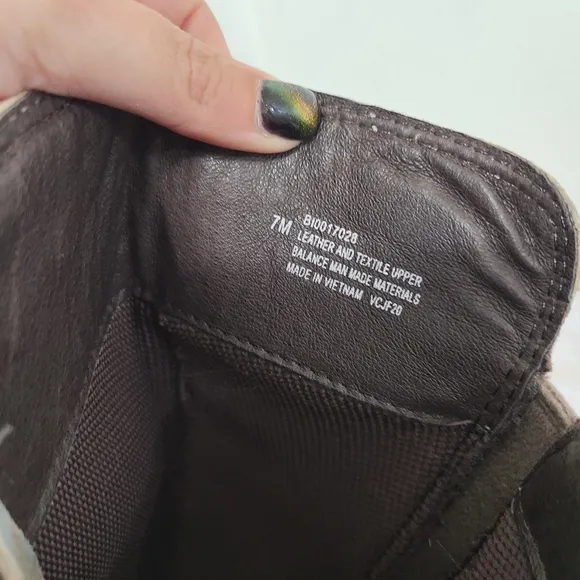 7M BI0017028
LEATHER AND TEXTILE UPPER
BALANCE MAN MADE MATERIALS
MADE IN VIETNAM VCJF20